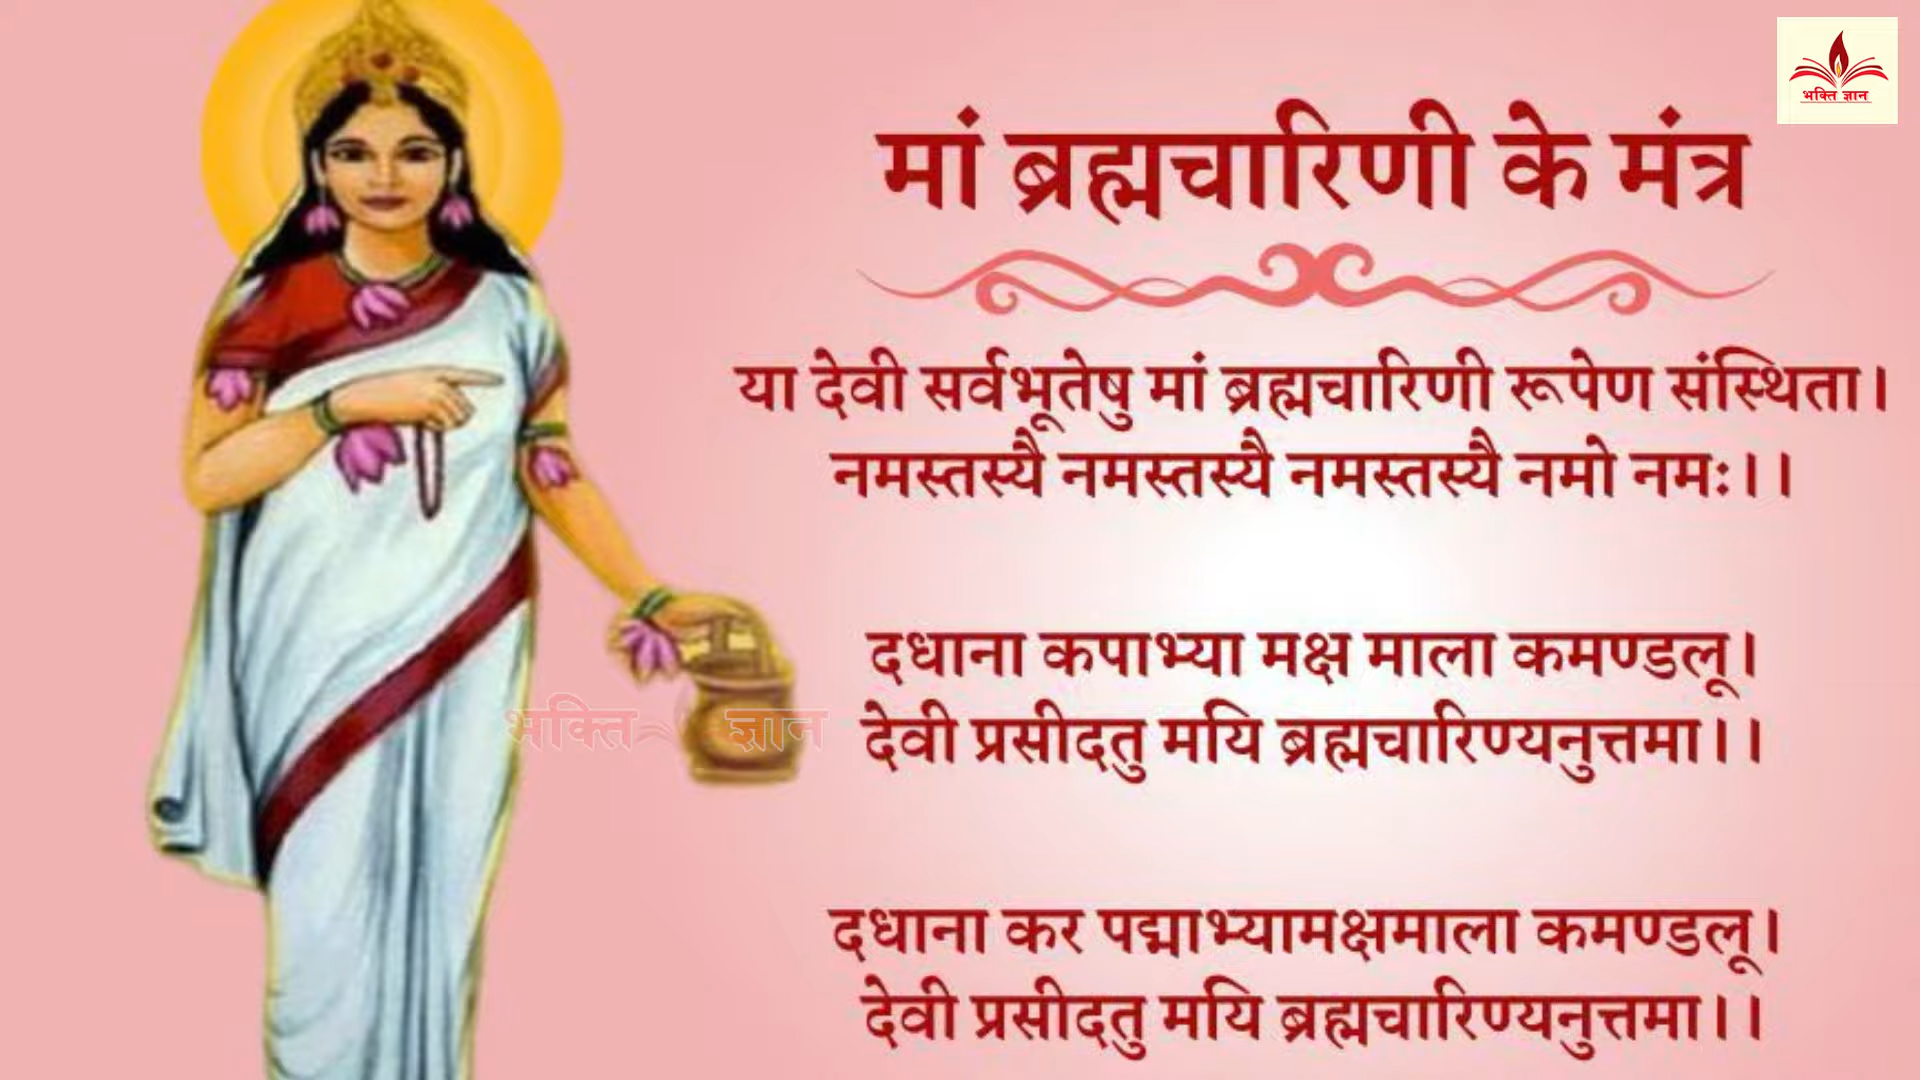 भक्ति ज्ञान
मां ब्रह्मचारिणी के मंत्र
या देवी सर्वभूतेषु मां ब्रह्मचारिणी रूपेण संस्थिता।
नमस्तस्यै नमस्तस्यै नमस्तस्यै नमो नमः।।
दधाना कपाभ्या मक्ष माला कमण्डलू।
देवी प्रसीदतु मयि ब्रह्मचारिण्यनुत्तमा।।
भक्ति ज्ञान
दधाना कर पद्माभ्यामक्षमाला कमण्डलू।
देवी प्रसीदतु मयि ब्रह्मचारिण्यनुत्तमा।।